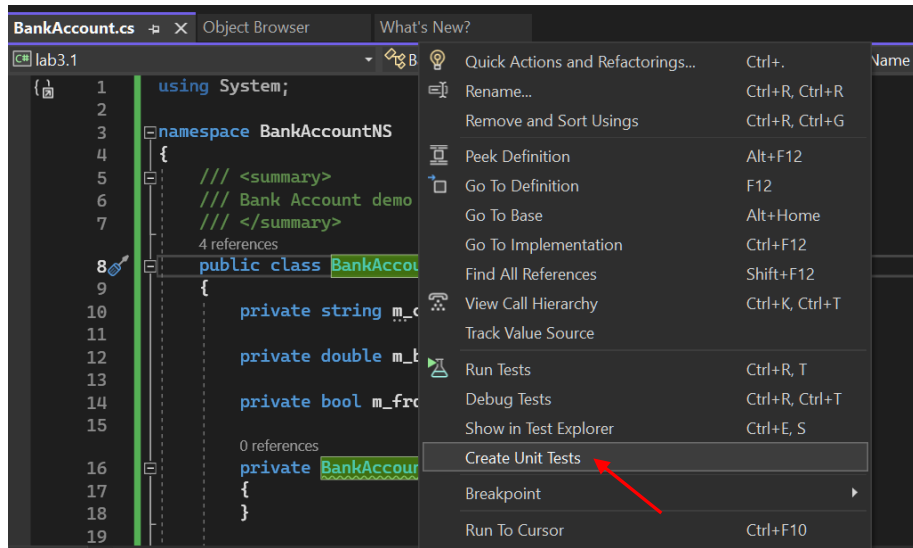 BankAccount.cs
Object Browser
What's New?
C# lab3.1
Name
1 using System;
2
3 namespace BankAccountNS
4 {
5 /// <summary>
6 /// Bank Account demo
7 /// </summary>
4 references
8 public class BankAccou
9 {
10 private string m_c
11
12 private double m_b
13
14 private bool m_fro
15
0 references
16 private BankAccoun
17 {
18 }
19
Quick Actions and Refactorings... Ctrl+.
Rename... Ctrl+R, Ctrl+R
Remove and Sort Usings Ctrl+R, Ctrl+G
Peek Definition Alt+F12
Go To Definition F12
Go To Base Alt+Home
Go To Implementation Ctrl+F12
Find All References Shift+F12
View Call Hierarchy Ctrl+K, Ctrl+T
Track Value Source
Run Tests Ctrl+R, T
Debug Tests Ctrl+R, Ctrl+T
Show in Test Explorer Ctrl+E, S
Create Unit Tests
Breakpoint
Run To Cursor Ctrl+F10